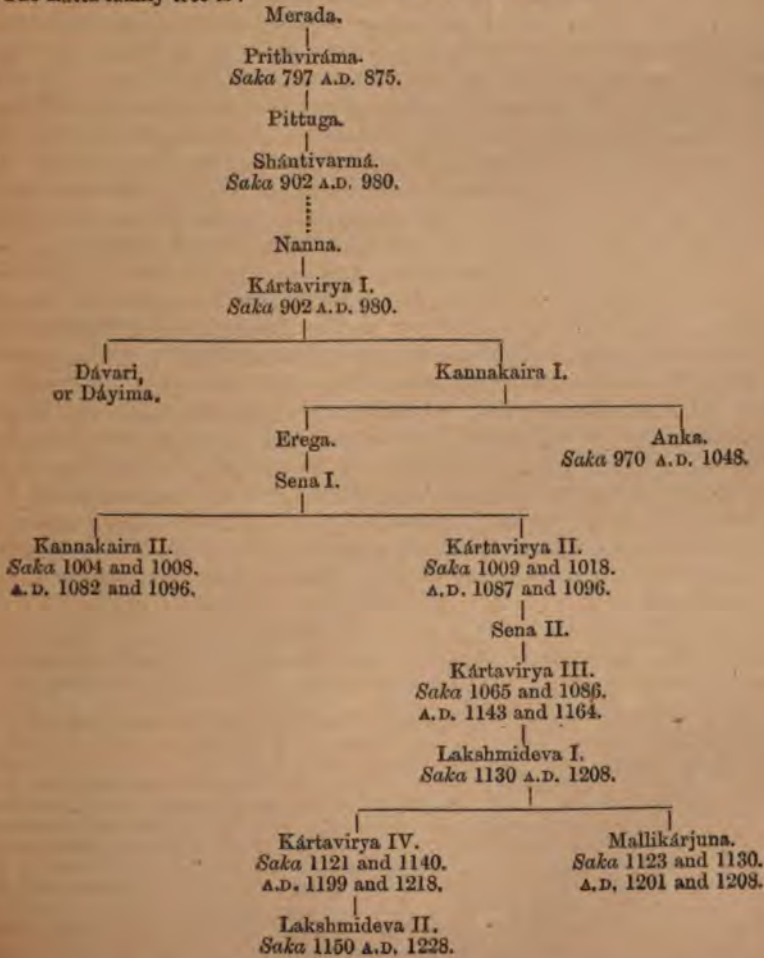 Merada.
Prithviráma.
Saka 797 A.D. 875.
Pittuga.
Shántivarmá.
Saka 902 A.D. 980.
Nanna.
Kártavirya I.
Saka 902 A.D. 980.
Dávari,
or Dáyima.
Kannakaira I.
Erega.
Anka.
Saka 970 A.D. 1048.
Sena I.
Kannakaira II.
Saka 1004 and 1008.
A.D. 1082 and 1096.
Kártavirya II.
Saka 1009 and 1018.
A.D. 1087 and 1096.
Sena II.
Kártavirya III.
Saka 1065 and 1086.
A.D. 1143 and 1164.
Lakshmideva I.
Saka 1130 A.D. 1208.
Kártavirya IV.
Saka 1121 and 1140.
A.D. 1199 and 1218.
Mallikárjuna.
Saka 1123 and 1130.
A.D. 1201 and 1208.
Lakshmideva II.
Saka 1150 A.D. 1228.